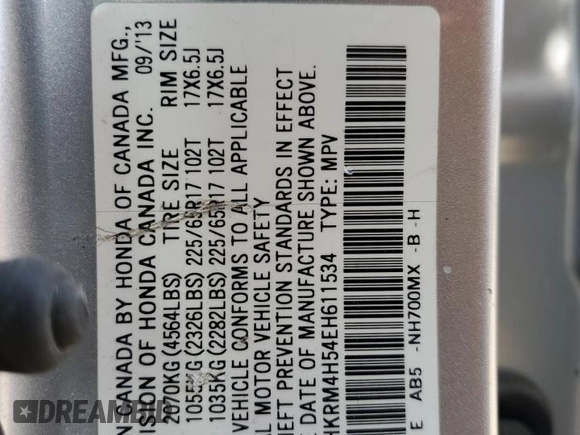 N CANADA BY HONDA OF CANADA MFG.,
ISION OF HONDA CANADA INC. 09/'13
TIRE SIZE RIM SIZE
2070KG(4564LBS)
1055KG(2326LBS) 225/65R17 102T 17X6.5J
1035KG(2282LBS) 225/65R17 102T 17X6.5J
VEHICLE CONFORMS TO ALL APPLICABLE
MOTOR VEHICLE SAFETY
PREVENTION STANDARDS IN EFFECT
DATE OF MANUFACTURE SHOWN ABOVE.
HKRM4H54EH611534 TYPE: MPV
E AB5 -NH700MX -B -H
DREAMBID